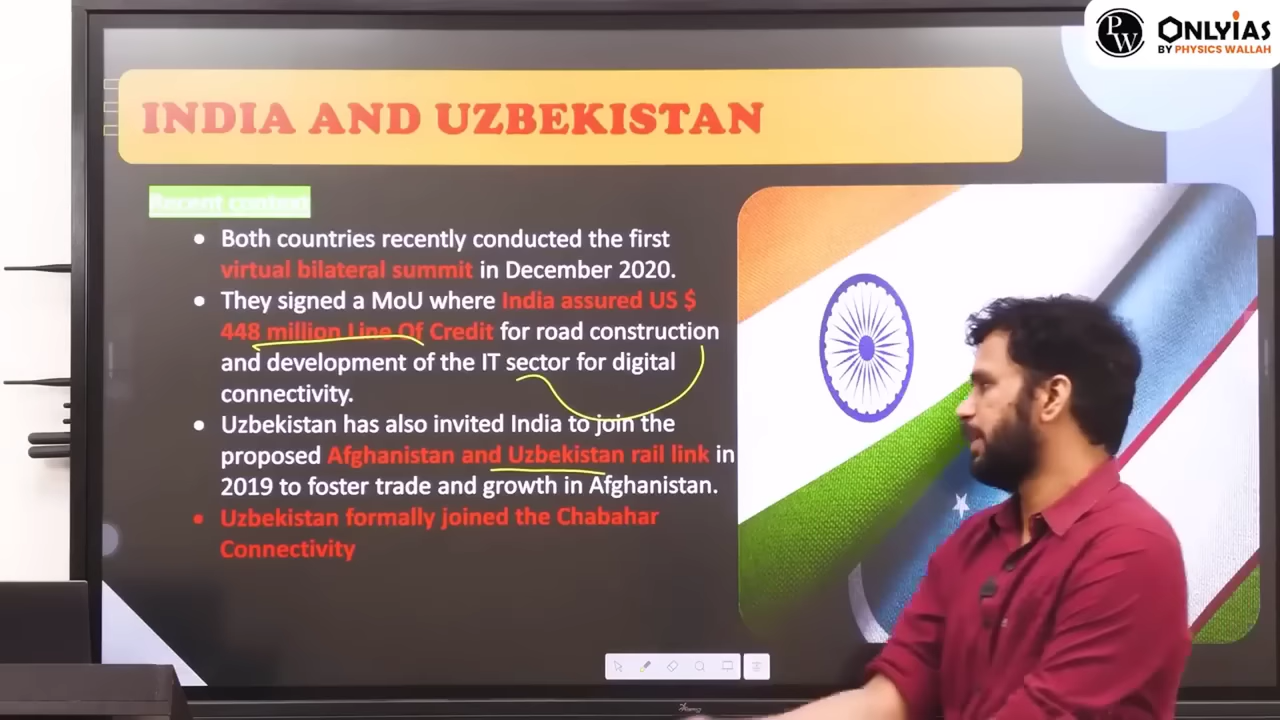 PW
ONLYIAS
BY PHYSICS WALLAH
INDIA AND UZBEKISTAN
Recent context
• Both countries recently conducted the first
virtual bilateral summit in December 2020.
• They signed a MoU where India assured US $
448 million Line Of Credit for road construction
and development of the IT sector for digital
connectivity.
• Uzbekistan has also invited India to join the
proposed Afghanistan and Uzbekistan rail link in
2019 to foster trade and growth in Afghanistan.
• Uzbekistan formally joined the Chabahar
Connectivity